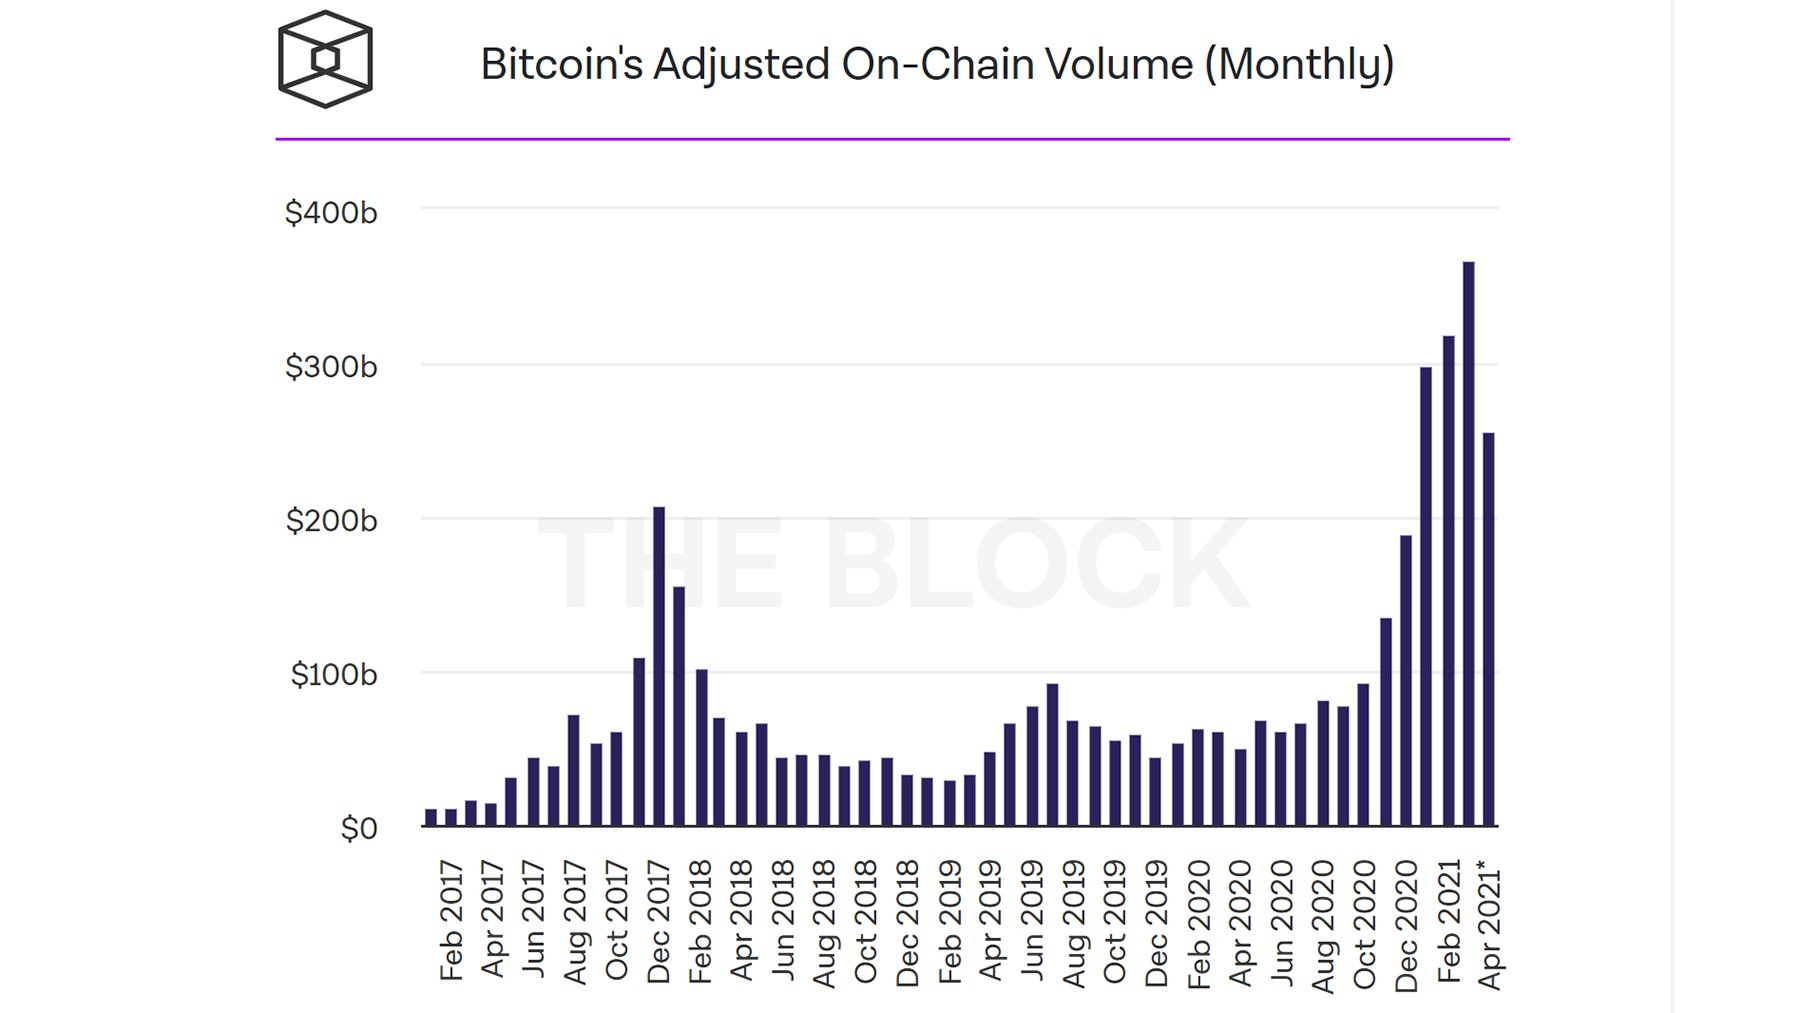 Bitcoin's Adjusted On-Chain Volume (Monthly)
$400b
$300b
$200b
$100b
$0
THE BLOCK
Feb 2017
Apr 2017
Jun 2017
Aug 2017
Oct 2017
Dec 2017
Feb 2018
Apr 2018
Jun 2018
Aug 2018
Oct 2018
Dec 2018
Feb 2019
Apr 2019
Jun 2019
Aug 2019
Oct 2019
Dec 2019
Feb 2020
Apr 2020
Jun 2020
Aug 2020
Oct 2020
Dec 2020
Feb 2021
Apr 2021*